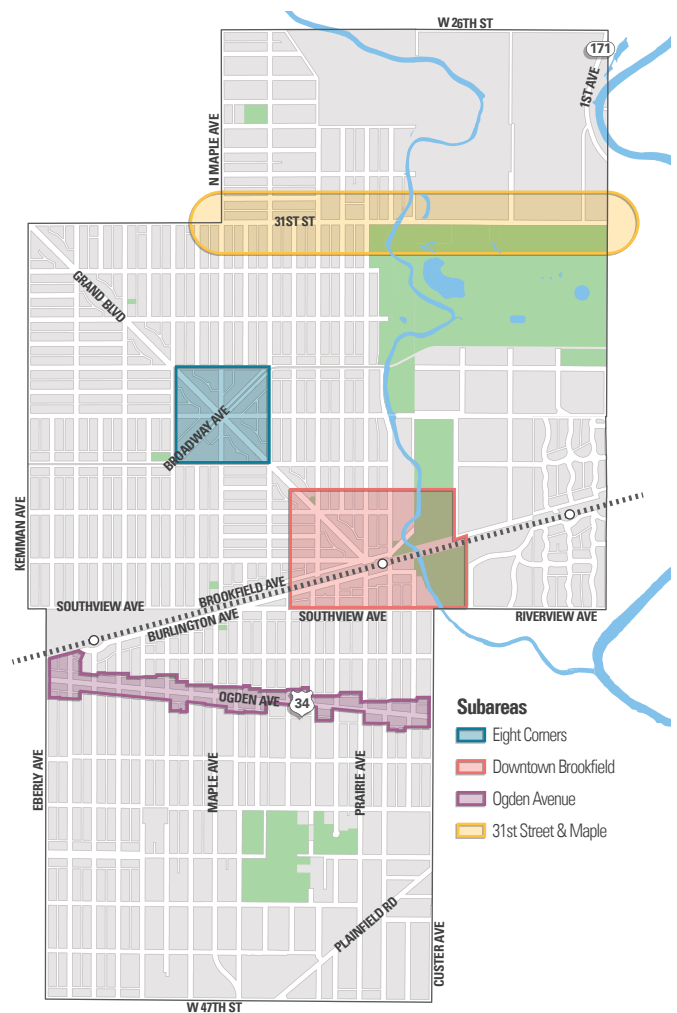 W 26TH ST
171
1ST AVE
N MAPLE AVE
31ST ST
GRAND BLVD
BROADWAY AVE
KEMMAN AVE
BROOKFIELD AVE
SOUTHVIEW AVE
BURLINGTON AVE
SOUTHVIEW AVE
RIVERVIEW AVE
OGDEN AVE
34
Subareas
Eight Corners
Downtown Brookfield
Ogden Avenue
31st Street & Maple
EBERLY AVE
MAPLE AVE
PRAIRIE AVE
PLAINFIELD RD
CUSTER AVE
W 47TH ST